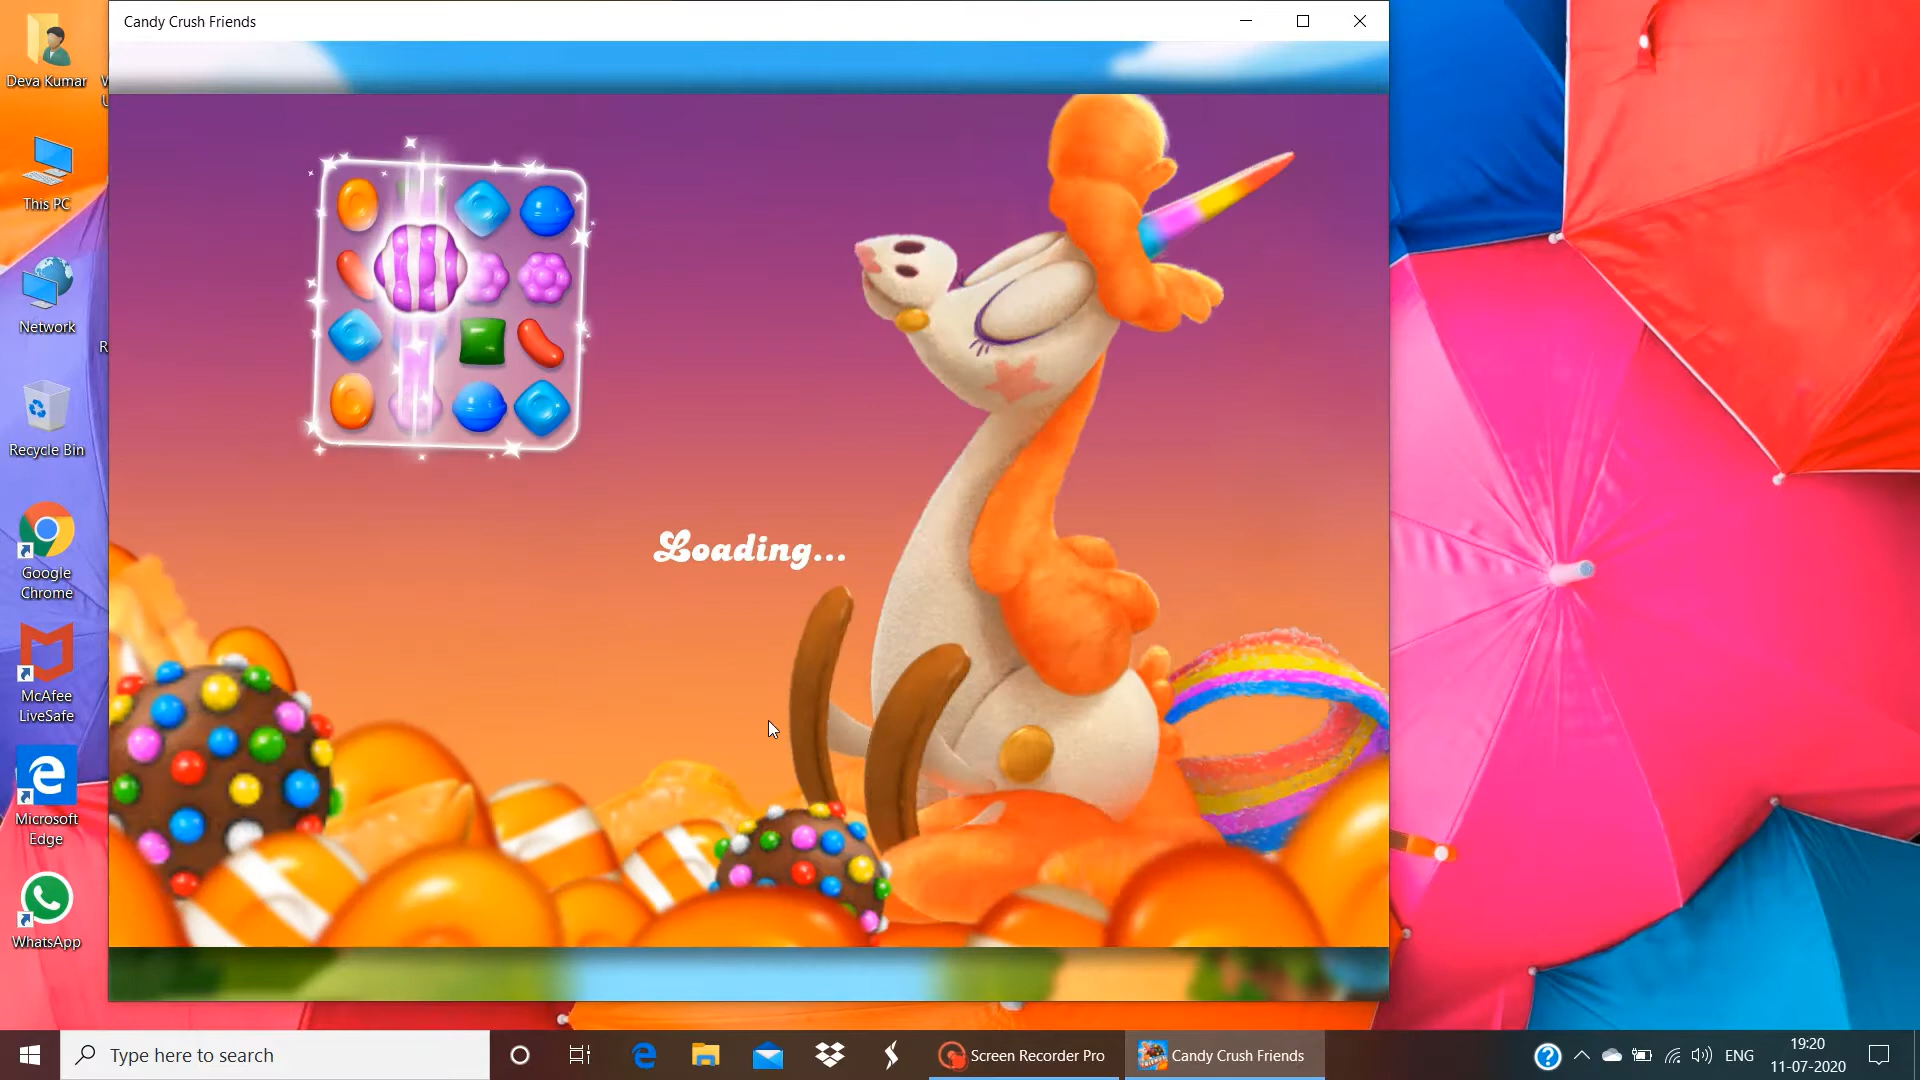 Candy Crush Friends
Deva Kumar
This PC
Network
Recycle Bin
Google
Chrome
McAfee
LiveSafe
Microsoft
Edge
WhatsApp
Loading...
Type here to search
Screen Recorder Pro
Candy Crush Friends
ENG
19:20
11-07-2020